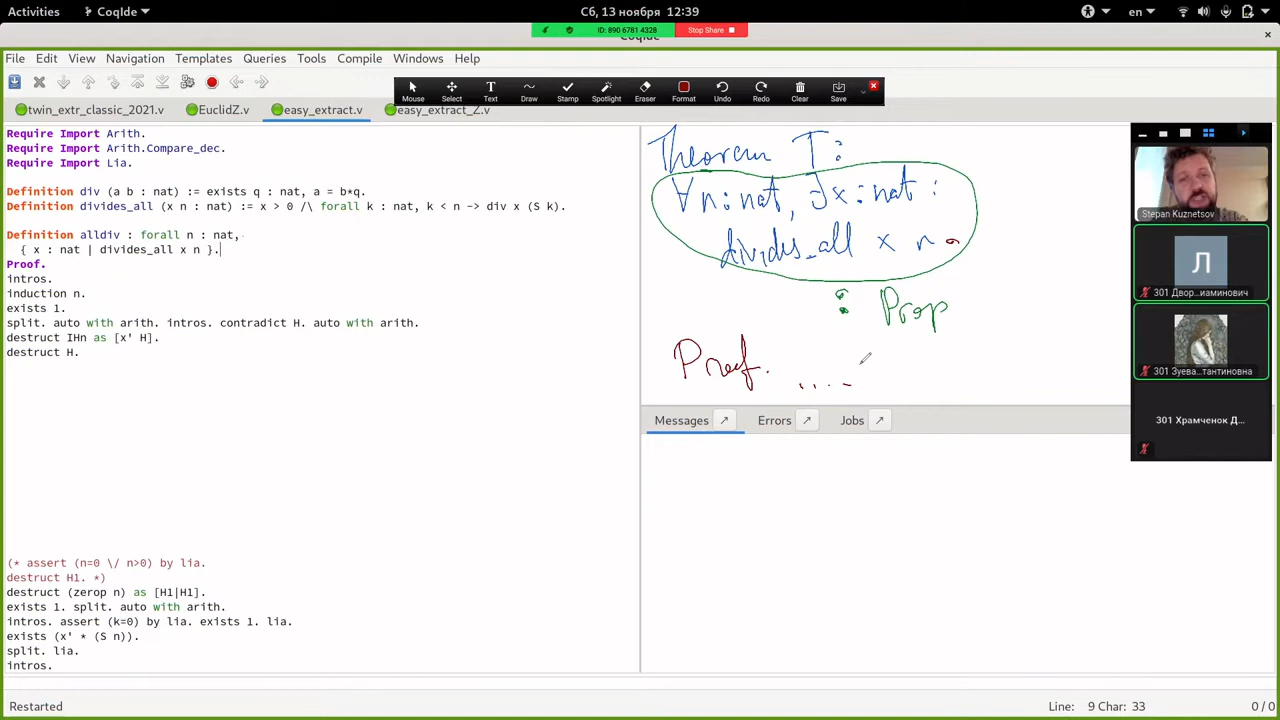 Activities
CoqIde
Сб, 13 ноября 12:39
en
ID: 890 6781 4328
Stop Share
CoqIde
File Edit View Navigation Templates Queries Tools Compile Windows Help
Mouse Select Text Draw Stamp Spotlight Eraser Format Undo Redo Clear Save
twin_extr_classic_2021.v
EuclidZ.v
easy_extract.v
easy_extract_Z.v
Require Import Arith.
Require Import Arith.Compare_dec.
Require Import Lia.
Definition div (a b : nat) := exists q : nat, a = b*q.
Definition divides_all (x n : nat) := x > 0 /\ forall k : nat, k < n -> div x (S k).
Definition alldiv : forall n : nat,
{ x : nat | divides_all x n }.
Proof.
intros.
induction n.
exists 1.
split. auto with arith. intros. contradict H. auto with arith.
destruct IHn as [x' H].
destruct H.
(* assert (n=0 \/ n>0) by lia.
destruct H1. *)
destruct (zerop n) as [H1|H1].
exists 1. split. auto with arith.
intros. assert (k=0) by lia. exists 1. lia.
exists (x' * (S n)).
split. lia.
intros.
Theorem T:
∀n:nat, ∃x:nat:
divides_all x n.
: Prop
Proof. ....
Messages
Errors
Jobs
Stepan Kuznetsov
Л
301 Двор...иаминович
301 Зуева...тантиновна
301 Храмченок Д...
Restarted
Line: 9 Char: 33
0 / 0